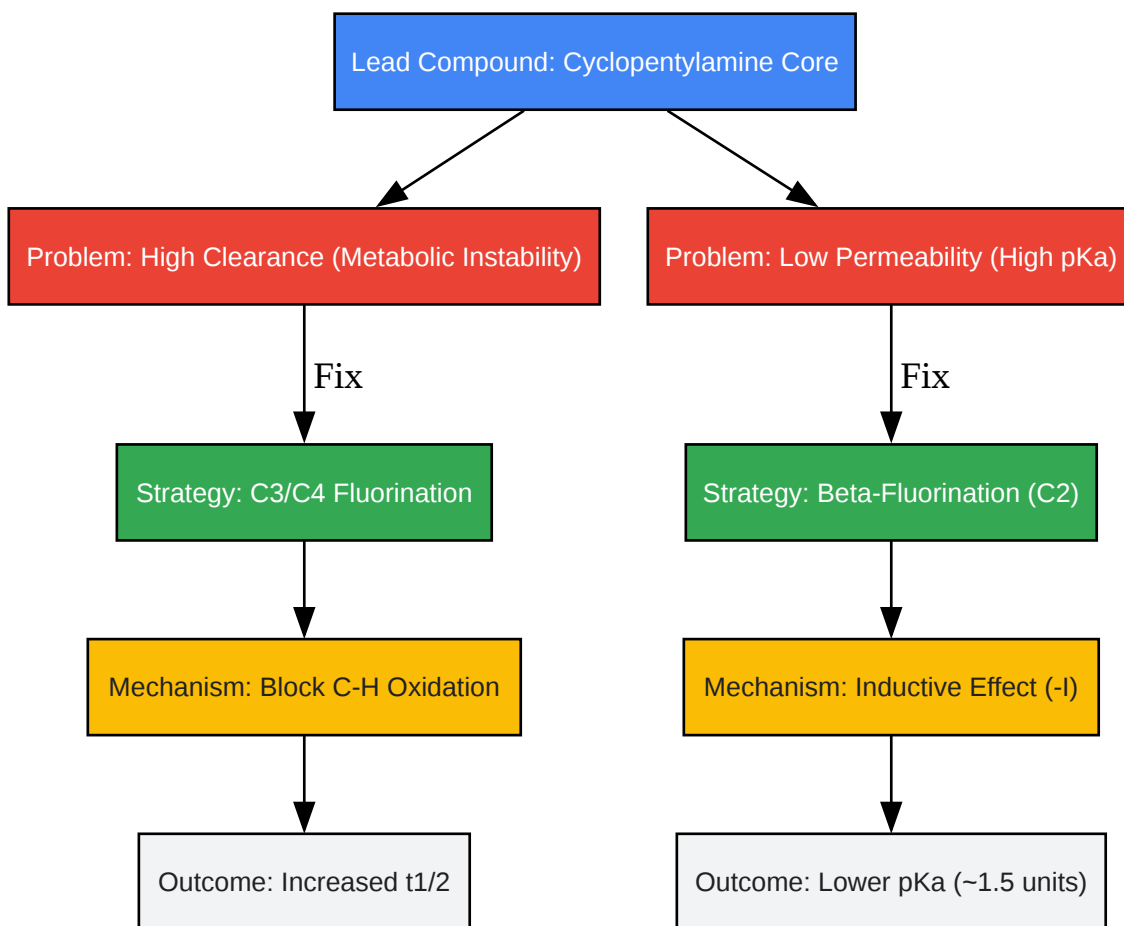 Lead Compound: Cyclopentylamine Core
Problem: High Clearance (Metabolic Instability)
Problem: Low Permeability (High pKa)
Fix
Fix
Strategy: C3/C4 Fluorination
Strategy: Beta-Fluorination (C2)
Mechanism: Block C-H Oxidation
Mechanism: Inductive Effect (-I)
Outcome: Increased t1/2
Outcome: Lower pKa (~1.5 units)